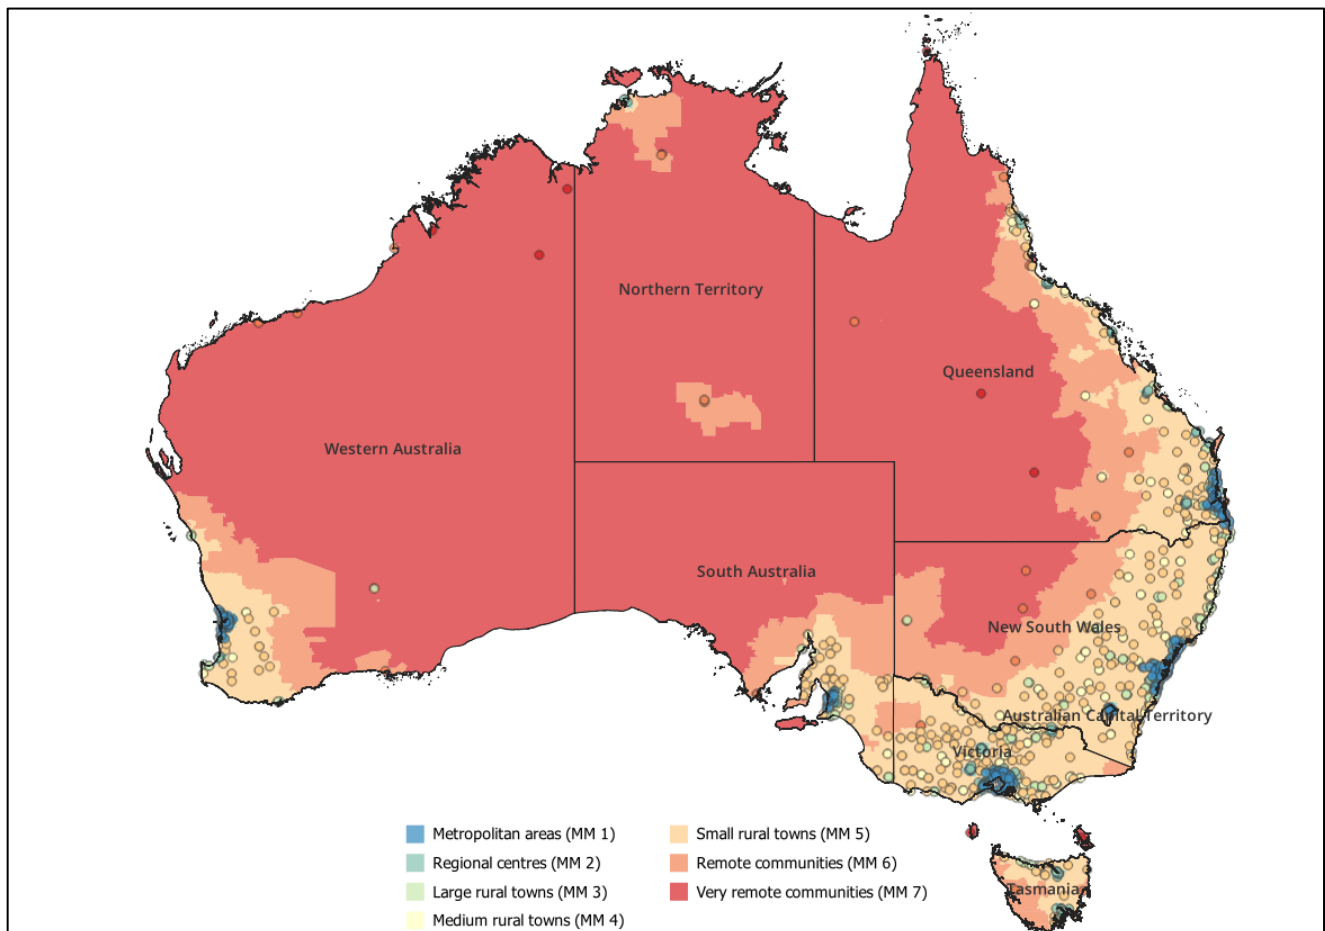 Northern Territory
Queensland
Western Australia
South Australia
New South Wales
Australian Capital Territory
Victoria
Tasmania
Metropolitan areas (MM 1)
Regional centres (MM 2)
Large rural towns (MM 3)
Medium rural towns (MM 4)
Small rural towns (MM 5)
Remote communities (MM 6)
Very remote communities (MM 7)